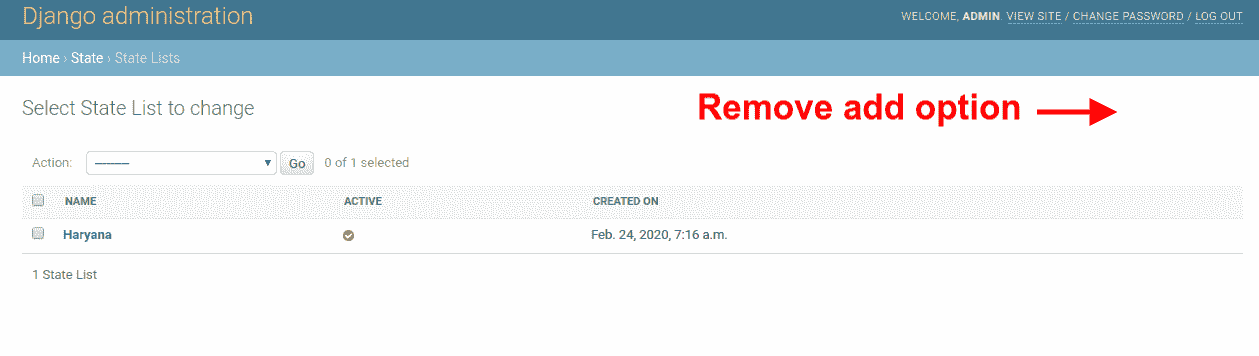 Django administration
WELCOME, ADMIN. VIEW SITE / CHANGE PASSWORD / LOG OUT
Home › State › State Lists
Select State List to change
Remove add option
Action: --------- Go 0 of 1 selected
NAME ACTIVE CREATED ON
Haryana Feb. 24, 2020, 7:16 a.m.
1 State List